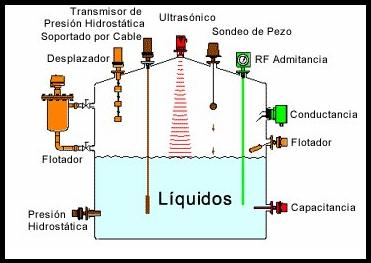 Transmisor de
Presión Hidrostática
Soportado por Cable
Ultrasónico
Sondeo de Pezo
Desplazador
RF Admitancia
Conductancia
Flotador
Flotador
Líquidos
Presión
Hidrostática
Capacitancia